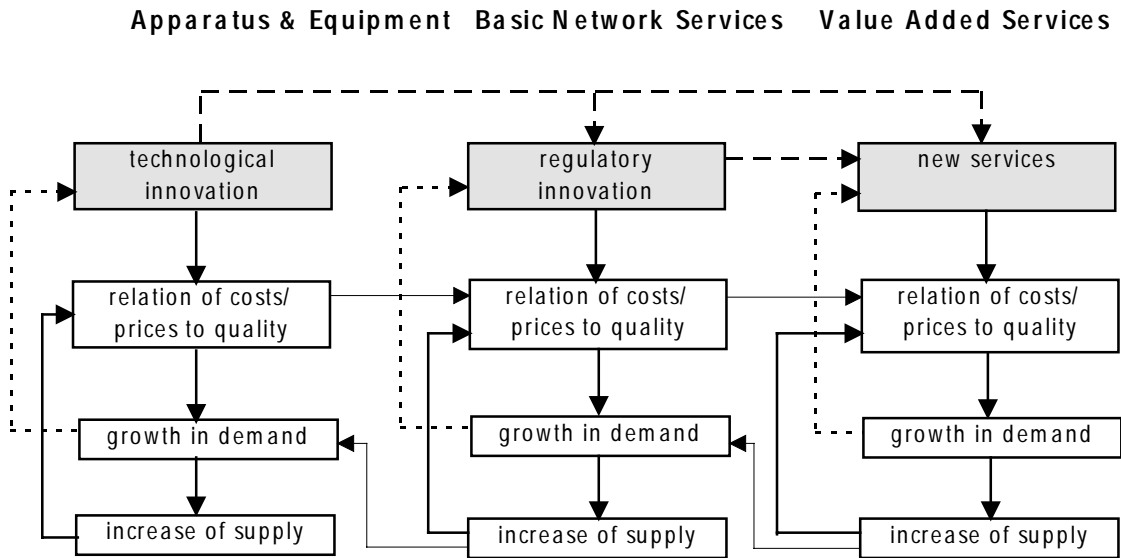 Apparatus & Equipment Basic Network Services Value Added Services
technological
innovation
regulatory
innovation
new services
relation of costs/
prices to quality
relation of costs/
prices to quality
relation of costs/
prices to quality
growth in demand
growth in demand
growth in demand
increase of supply
increase of supply
increase of supply